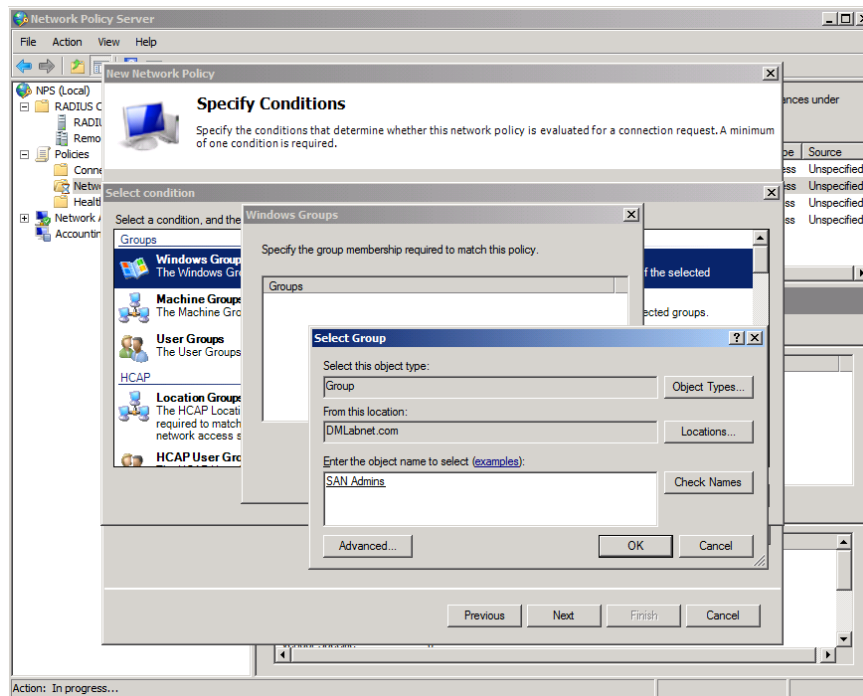 Network Policy Server
File Action View Help
New Network Policy
NPS (Local)
RADIUS C
RADIU
Remo
Policies
Conne
Netw
Healt
Network A
Accountin
Specify Conditions
Specify the conditions that determine whether this network policy is evaluated for a connection request. A minimum
of one condition is required.
ances under
pe Source
ess Unspecified
ess Unspecified
ess Unspecified
ss Unspecified
Select condition
Select a condition, and the
Groups
Windows Group
The Windows Gr
f the selected
Machine Groups
The Machine Gro
ected groups.
User Groups
The User Groups
HCAP
Location Groups
The HCAP Locati
required to match
network access s
HCAP User Gro
Windows Groups
Specify the group membership required to match this policy.
Groups
Select Group
Select this object type:
Group
Object Types...
From this location:
DMLabnet.com
Locations...
Enter the object name to select (examples):
SAN Admins
Check Names
Advanced...
OK
Cancel
Previous
Next
Finish
Cancel
Action: In progress...